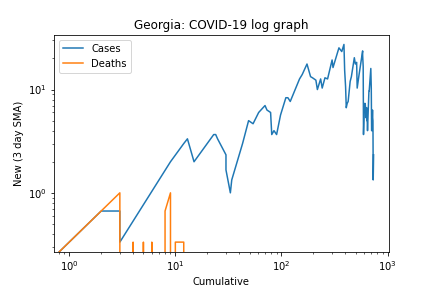 Georgia: COVID-19 log graph
Cases
Deaths
New (3 day SMA)
10¹
10⁰
10⁰ 10¹ 10² 10³
Cumulative